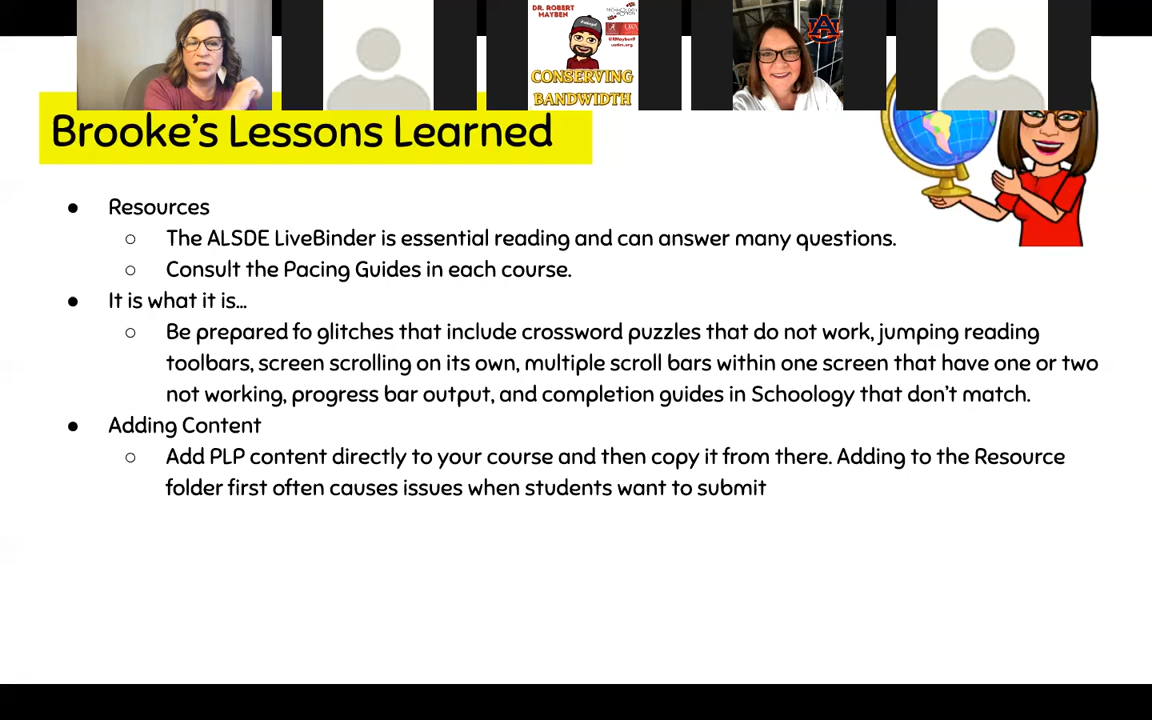 DR. ROBERT
MAYBEN
CONSERVING
BANDWIDTH
Brooke's Lessons Learned
● Resources
○ The ALSDE LiveBinder is essential reading and can answer many questions.
○ Consult the Pacing Guides in each course.
● It is what it is...
○ Be prepared fo glitches that include crossword puzzles that do not work, jumping reading
toolbars, screen scrolling on its own, multiple scroll bars within one screen that have one or two
not working, progress bar output, and completion guides in Schoology that don't match.
● Adding Content
○ Add PLP content directly to your course and then copy it from there. Adding to the Resource
folder first often causes issues when students want to submit